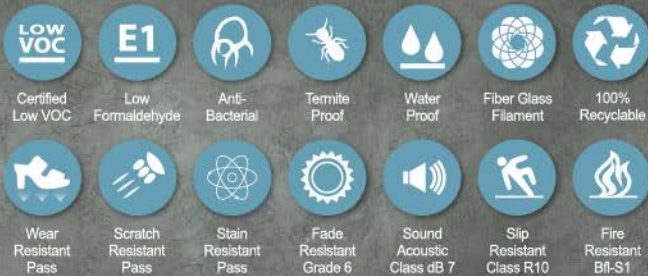 LOW
VOC
E1
Certified
Low VOC
Low
Formaldehyde
Anti-
Bacterial
Termite
Proof
Water
Proof
Fiber Glass
Filament
100%
Recyclable
Wear
Resistant
Pass
Scratch
Resistant
Pass
Stain
Resistant
Pass
Fade
Resistant
Grade 6
Sound
Acoustic
Class dB 7
Slip
Resistant
Class R10
Fire
Resistant
Bfl-S1